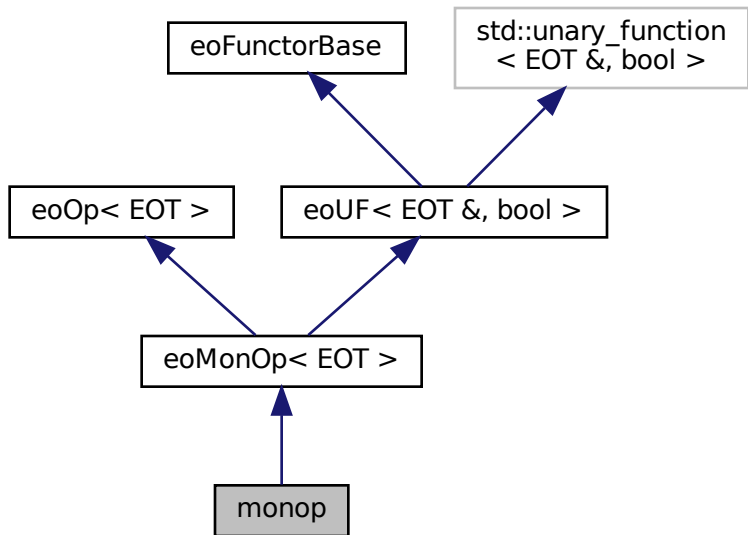 std::unary_function
< EOT &, bool >
eoFunctorBase
eoOp< EOT >
eoUF< EOT &, bool >
eoMonOp< EOT >
monop